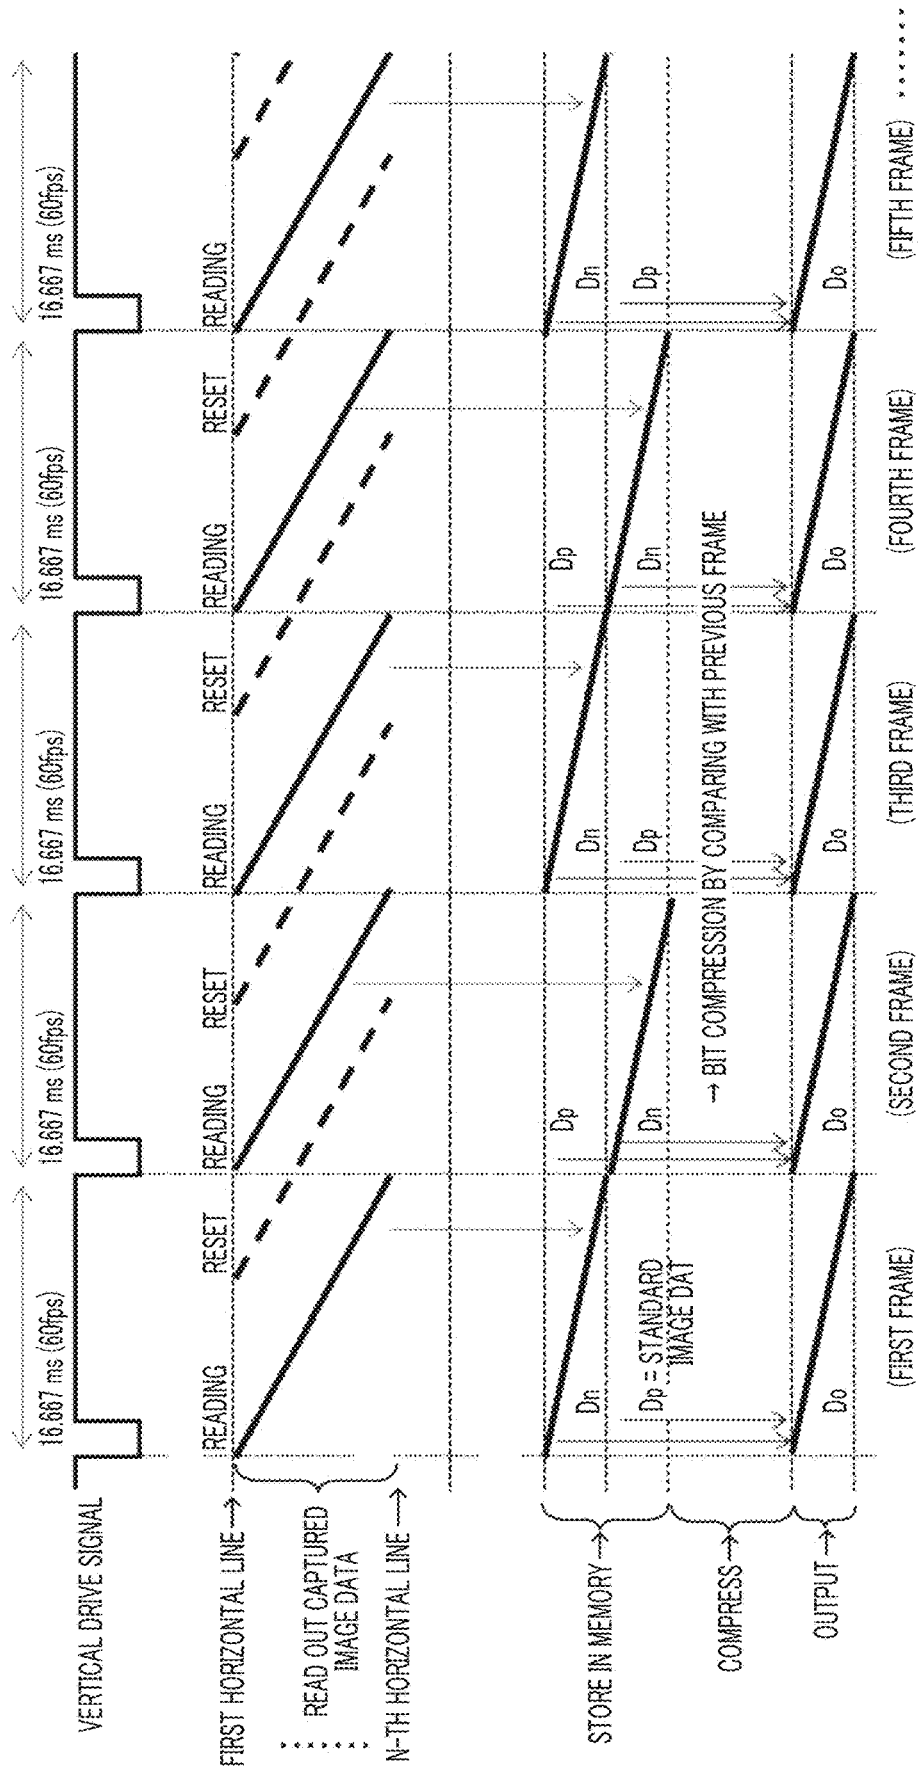 VERTICAL DRIVE SIGNAL
16.667 ms (60fps)
16.667 ms (60fps)
16.667 ms (60fps)
16.667 ms (60fps)
16.667 ms (60fps)
FIRST HORIZONTAL LINE→
READ OUT CAPTURED
IMAGE DATA
N-TH HORIZONTAL LINE→
READING
RESET
READING
RESET
READING
RESET
READING
RESET
READING
STORE IN MEMORY→
Dn
Dp = STANDARD
IMAGE DAT
Dp
Dn
Dn
Dp
Dp
Dn
Dn
Dp
COMPRESS→
→ BIT COMPRESSION BY COMPARING WITH PREVIOUS FRAME
OUTPUT→
Do
Do
Do
Do
Do
(FIRST FRAME)
(SECOND FRAME)
(THIRD FRAME)
(FOURTH FRAME)
(FIFTH FRAME) ·······